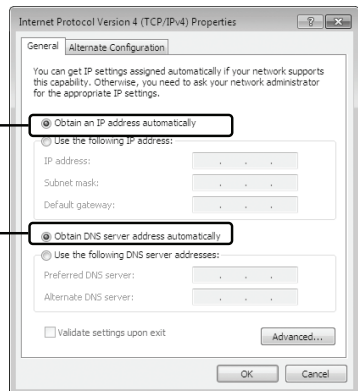 Internet Protocol Version 4 (TCP/IPv4) Properties
General
Alternate Configuration
You can get IP settings assigned automatically if your network supports
this capability. Otherwise, you need to ask your network administrator
for the appropriate IP settings.
Obtain an IP address automatically
Use the following IP address:
IP address:
Subnet mask:
Default gateway:
Obtain DNS server address automatically
Use the following DNS server addresses:
Preferred DNS server:
Alternate DNS server:
Validate settings upon exit
Advanced...
OK
Cancel